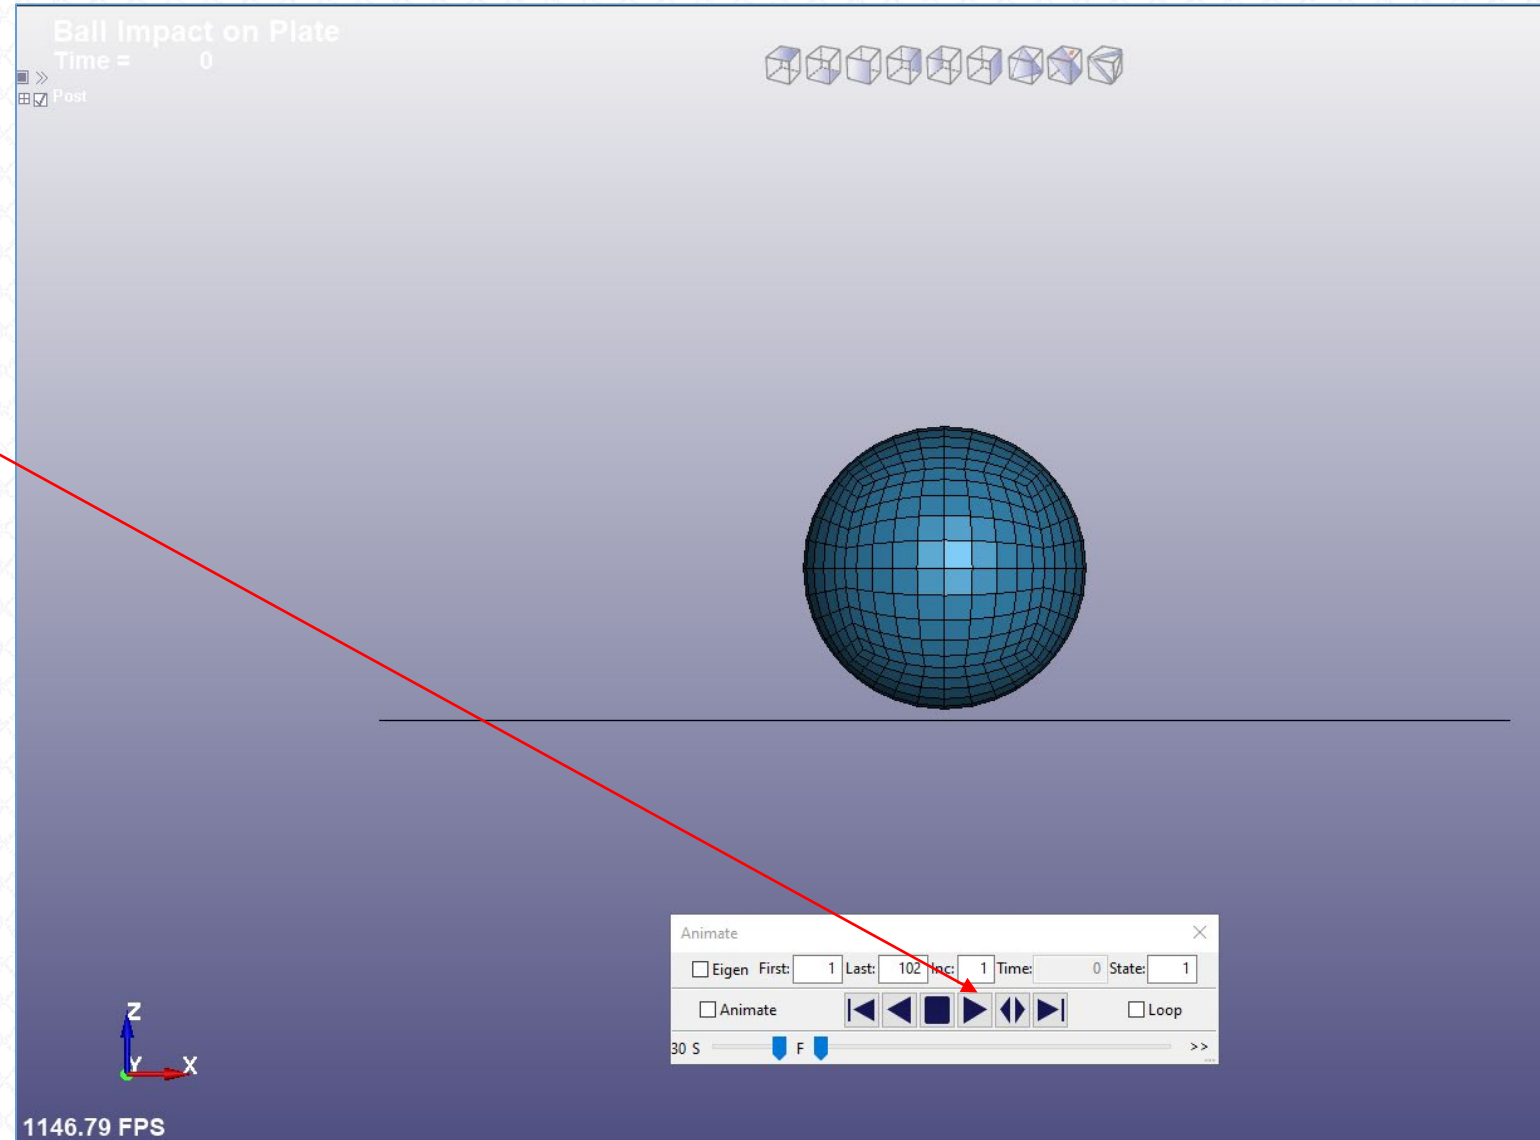 Ball Impact on Plate
Time = 0
Post
Animate
Eigen First: 1 Last: 102 Inc: 1 Time: 0 State: 1
Animate Loop
30 S F >>
Z
Y X
1146.79 FPS